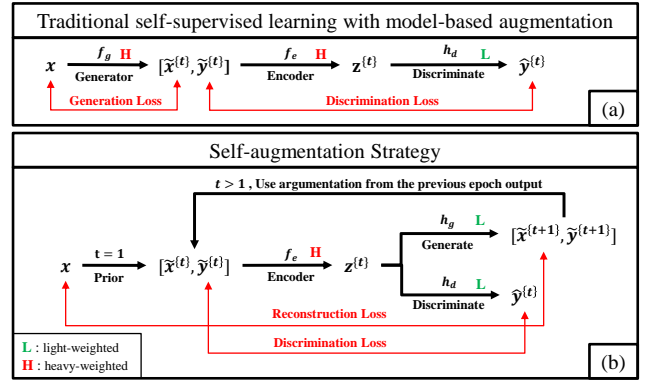 Traditional self-supervised learning with model-based augmentation
x f_g H Generator [x̃^{t}, ỹ^{t}] f_e H Encoder z^{t} h_d L Discriminate ŷ^{t}
Generation Loss Discrimination Loss
(a)
Self-augmentation Strategy
t > 1 , Use argumentation from the previous epoch output
h_g L Generate [x̃^{t+1}, ỹ^{t+1}]
x t = 1 Prior [x̃^{t}, ỹ^{t}] f_e H Encoder z^{t}
h_d L Discriminate ŷ^{t}
Reconstruction Loss
Discrimination Loss
L : light-weighted
H : heavy-weighted
(b)